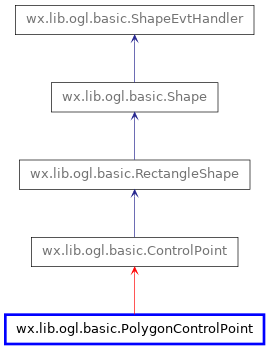 wx.lib.ogl.basic.ShapeEvtHandler
wx.lib.ogl.basic.Shape
wx.lib.ogl.basic.RectangleShape
wx.lib.ogl.basic.ControlPoint
wx.lib.ogl.basic.PolygonControlPoint